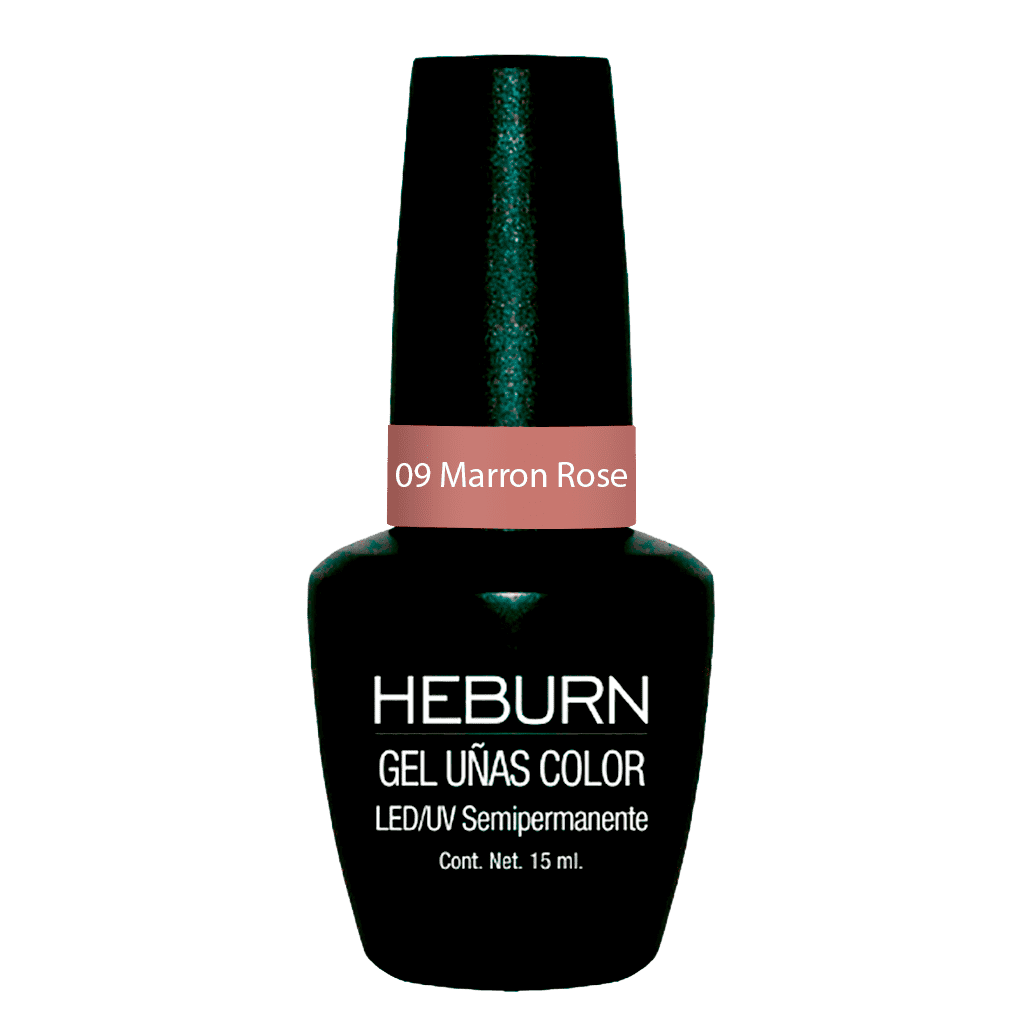 09 Marron Rose
HEBURN
GEL UÑAS COLOR
LED/UV Semipermanente
Cont. Net. 15 ml.